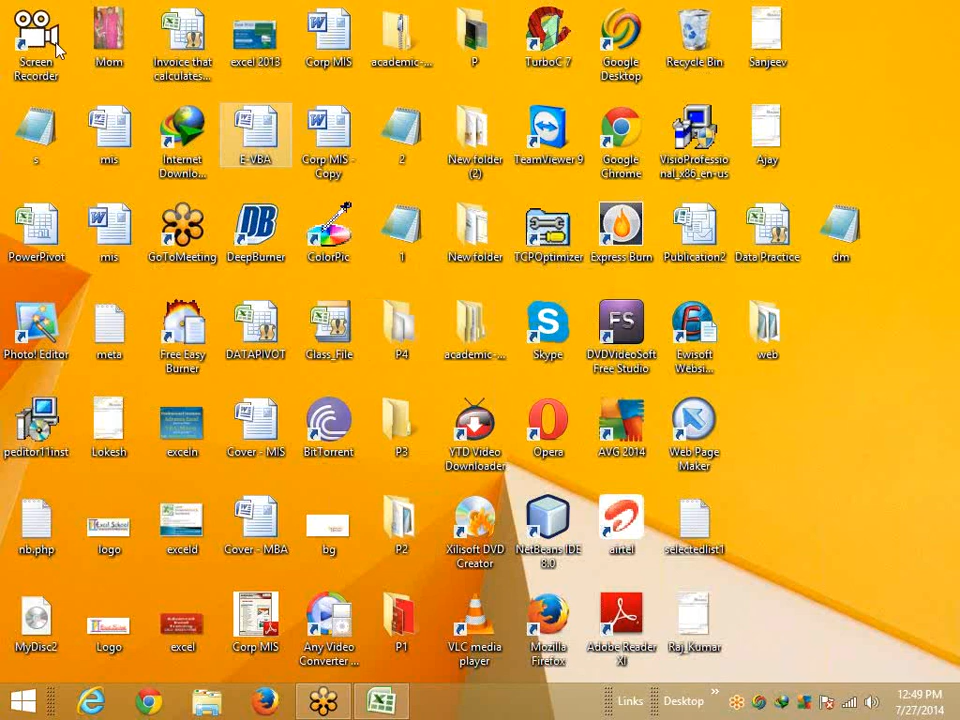 Screen
Recorder
Mom
Invoice that
calculates...
excel 2013
Corp MIS
academic-...
P
TurboC 7
Google
Desktop
Recycle Bin
Sanjeev
s
mis
Internet
Downlo...
E-VBA
Corp MIS -
Copy
2
New folder
(2)
TeamViewer 9
Google
Chrome
VisioProfessio
nal_x86_en-us
Ajay
PowerPivot
mis
GoToMeeting
DB
DeepBurner
ColorPic
1
New folder
TCPOptimizer
Express Burn
Publication2
Data Practice
dm
Photo! Editor
meta
Free Easy
Burner
DATAPIVOT
Class_File
P4
academic-...
Skype
FS
DVDVideoSoft
Free Studio
Ewisoft
Websi...
web
peditor11inst
Lokesh
exceln
Cover - MIS
BitTorrent
P3
YTD Video
Downloader
Opera
AVG 2014
Web Page
Maker
nb.php
logo
exceld
Cover - MBA
bg
P2
Xilisoft DVD
Creator
NetBeans IDE
8.0
airtel
selectedlist1
MyDisc2
Logo
excel
Corp MIS
Any Video
Converter ...
P1
VLC media
player
Mozilla
Firefox
Adobe Reader
XI
Raj_Kumar
Links
Desktop
12:49 PM
7/27/2014